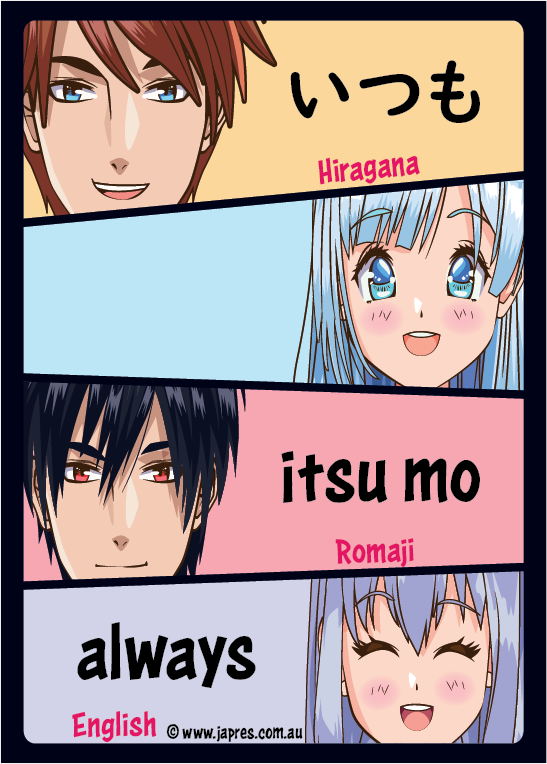 いつも
Hiragana
itsu mo
Romaji
always
English © www.japres.com.au